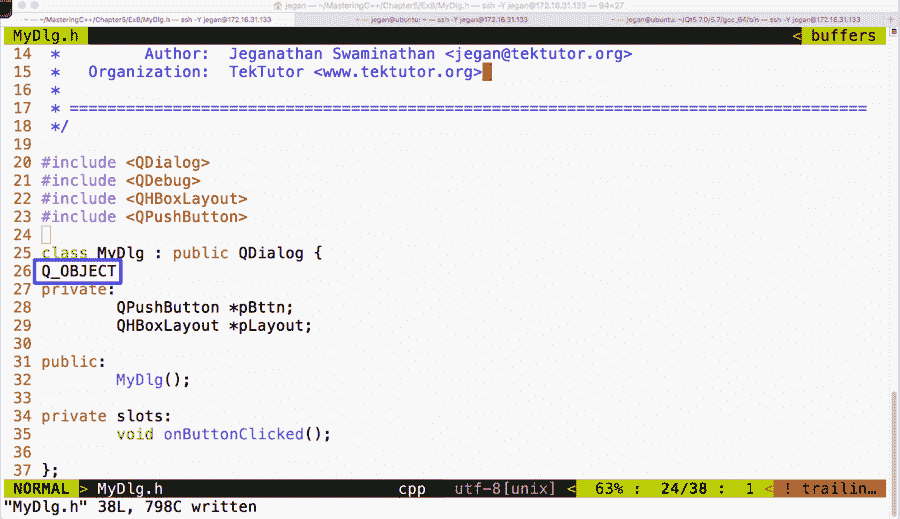 jegan — ~/MasteringC++/Chapter5/Ex8/MyDlg.h — ssh -Y jegan@172.16.31.133 — 94×27
~/MasteringC++/Chapter5/Ex8/MyDlg.h — ssh -Y jegan@172.16.31.133
jegan@ubuntu: ~ — ssh -Y jegan@172.16.31.133
jegan@ubuntu: ~/Qt5.7.0/5.7/gcc_64/bin — ssh -Y jegan@172.16.31.133 +
MyDlg.h < buffers
14 * Author: Jeganathan Swaminathan <jegan@tektutor.org>
15 * Organization: TekTutor <www.tektutor.org>
16 *
17 * =====================================================================================
18 */
19
20 #include <QDialog>
21 #include <QDebug>
22 #include <QHBoxLayout>
23 #include <QPushButton>
24
25 class MyDlg : public QDialog {
26 Q_OBJECT
27 private:
28 QPushButton *pBttn;
29 QHBoxLayout *pLayout;
30
31 public:
32 MyDlg();
33
34 private slots:
35 void onButtonClicked();
36
37 };
NORMAL > MyDlg.h cpp utf-8[unix] < 63% : 24/38 : 1 < ! trailin…
"MyDlg.h" 38L, 798C written